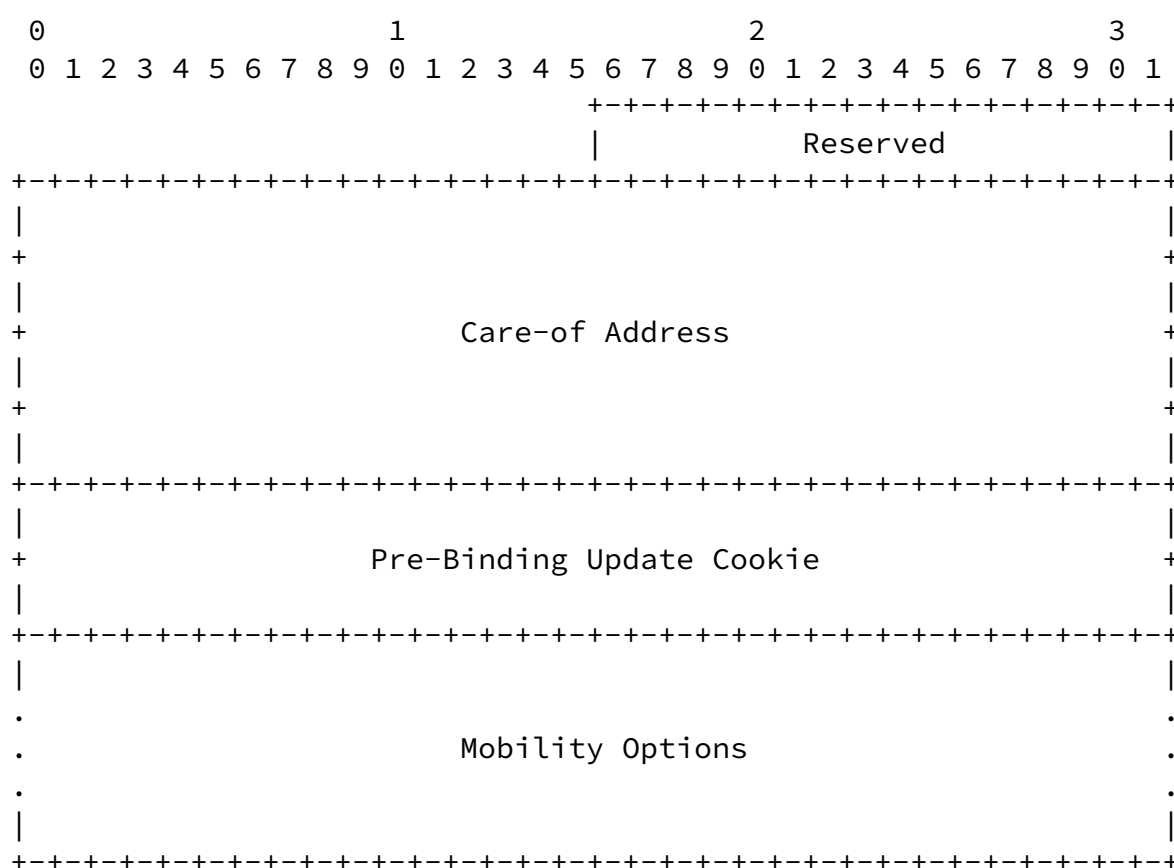 0                   1                   2                   3
 0 1 2 3 4 5 6 7 8 9 0 1 2 3 4 5 6 7 8 9 0 1 2 3 4 5 6 7 8 9 0 1
                                +-+-+-+-+-+-+-+-+-+-+-+-+-+-+-+-+
                                |           Reserved            |
+-+-+-+-+-+-+-+-+-+-+-+-+-+-+-+-+-+-+-+-+-+-+-+-+-+-+-+-+-+-+-+-+
|                                                               |
+                                                               +
|                                                               |
+                        Care-of Address                        +
|                                                               |
+                                                               +
|                                                               |
+-+-+-+-+-+-+-+-+-+-+-+-+-+-+-+-+-+-+-+-+-+-+-+-+-+-+-+-+-+-+-+-+
|                                                               |
+                   Pre-Binding Update Cookie                   +
|                                                               |
+-+-+-+-+-+-+-+-+-+-+-+-+-+-+-+-+-+-+-+-+-+-+-+-+-+-+-+-+-+-+-+-+
|                                                               |
.                                                               .
.                        Mobility Options                       .
.                                                               .
|                                                               |
+-+-+-+-+-+-+-+-+-+-+-+-+-+-+-+-+-+-+-+-+-+-+-+-+-+-+-+-+-+-+-+-+